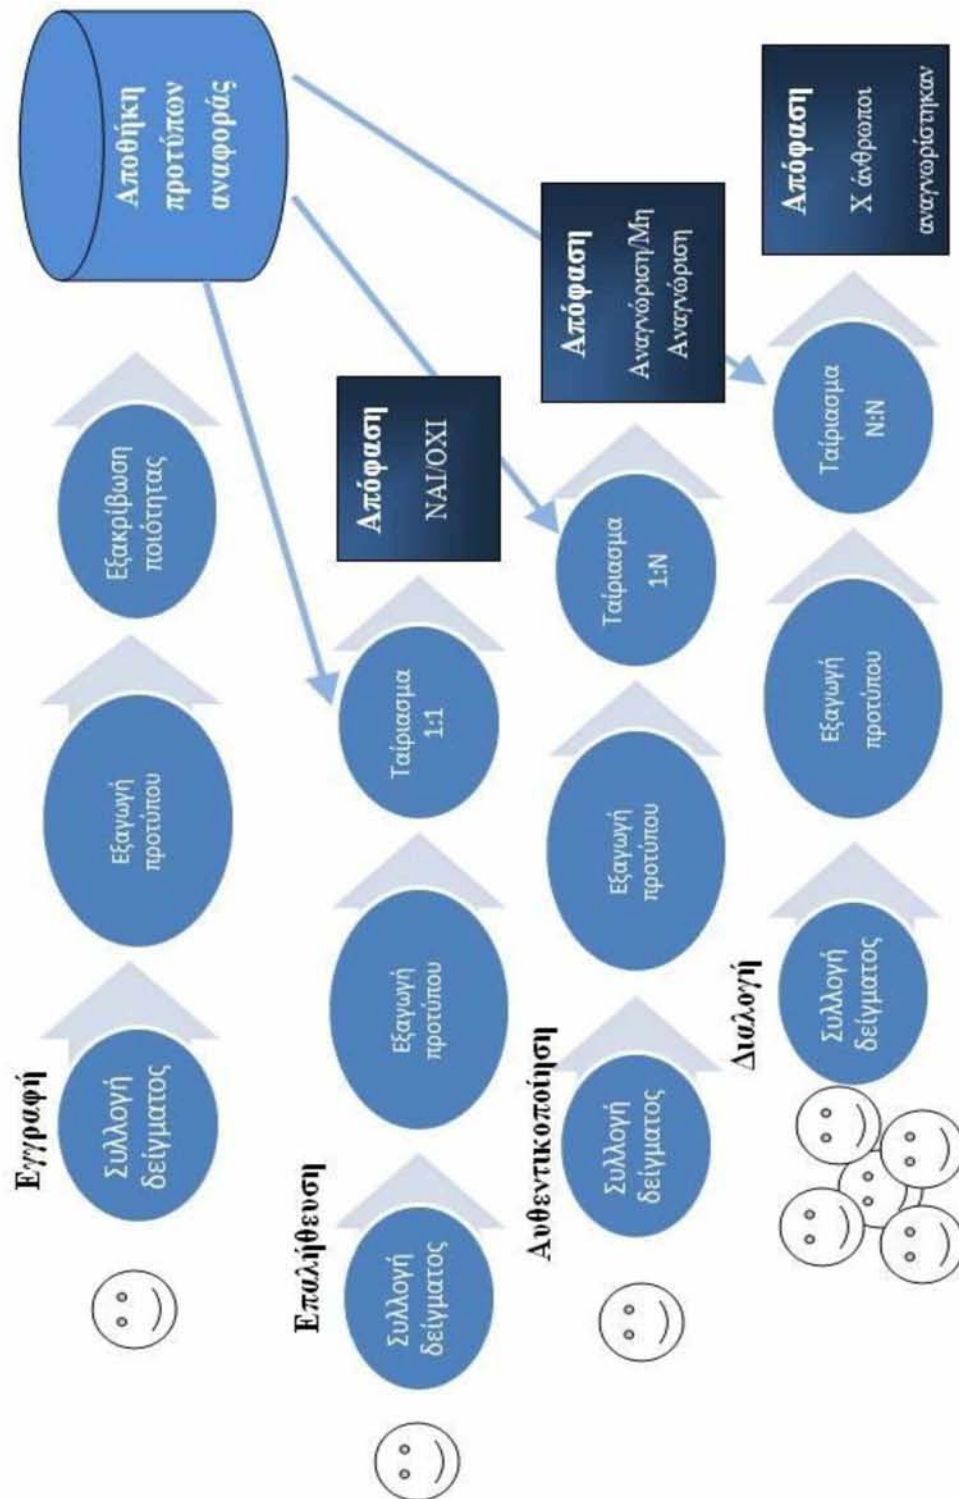 Εγγραφή
Συλλογή
δείγματος
Εξαγωγή
προτύπου
Εξακρίβωση
ποιότητας
Αποθήκη
προτύπων
αναφοράς
Επαλήθευση
Συλλογή
δείγματος
Εξαγωγή
προτύπου
Ταίριασμα
1:1
Απόφαση
ΝΑΙ/ΟΧΙ
Αυθεντικοποίηση
Συλλογή
δείγματος
Εξαγωγή
προτύπου
Ταίριασμα
1:N
Απόφαση
Αναγνώριση/Μη
Αναγνώριση
Διαλογή
Συλλογή
δείγματος
Εξαγωγή
προτύπου
Ταίριασμα
N:N
Απόφαση
Χ άνθρωποι
αναγνωρίστηκαν